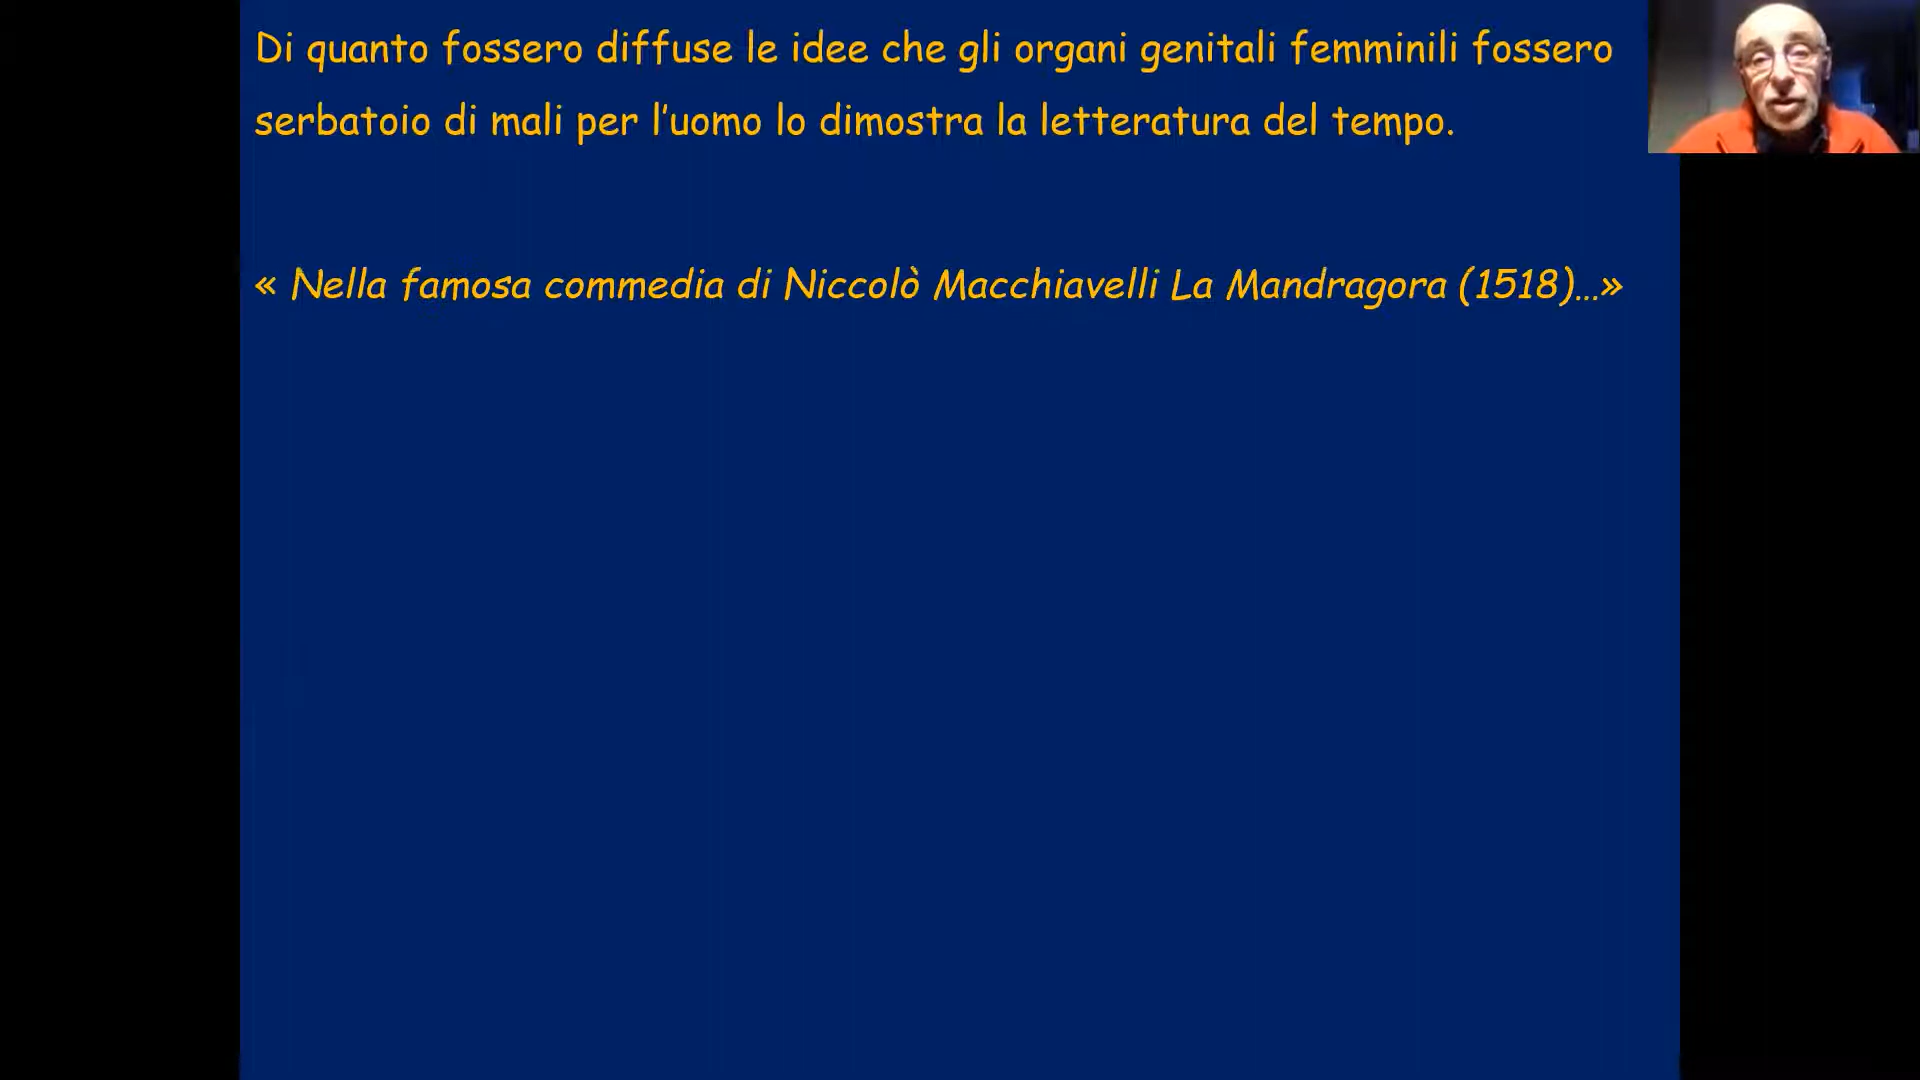 Di quanto fossero diffuse le idee che gli organi genitali femminili fossero
serbatoio di mali per l'uomo lo dimostra la letteratura del tempo.
« Nella famosa commedia di Niccolò Macchiavelli La Mandragora (1518)…»